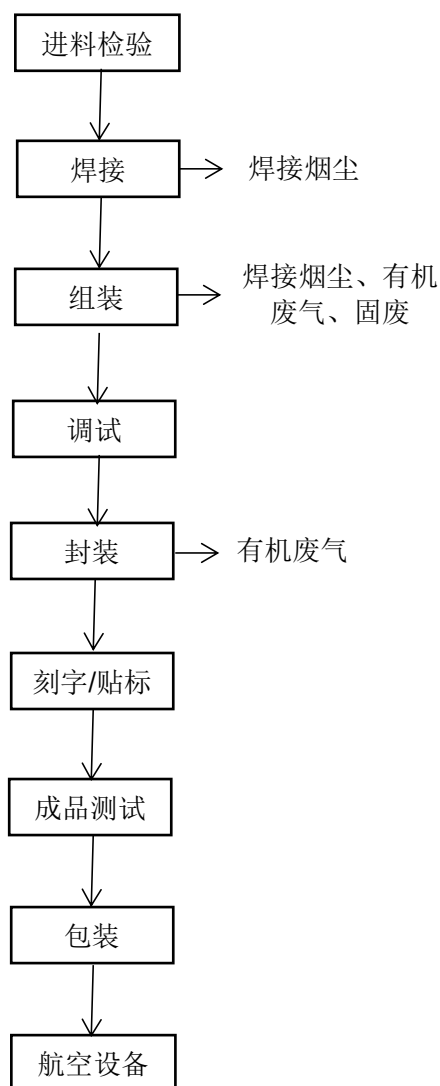 进料检验
焊接
焊接烟尘
组装
焊接烟尘、有机
废气、固废
调试
封装
有机废气
刻字/贴标
成品测试
包装
航空设备